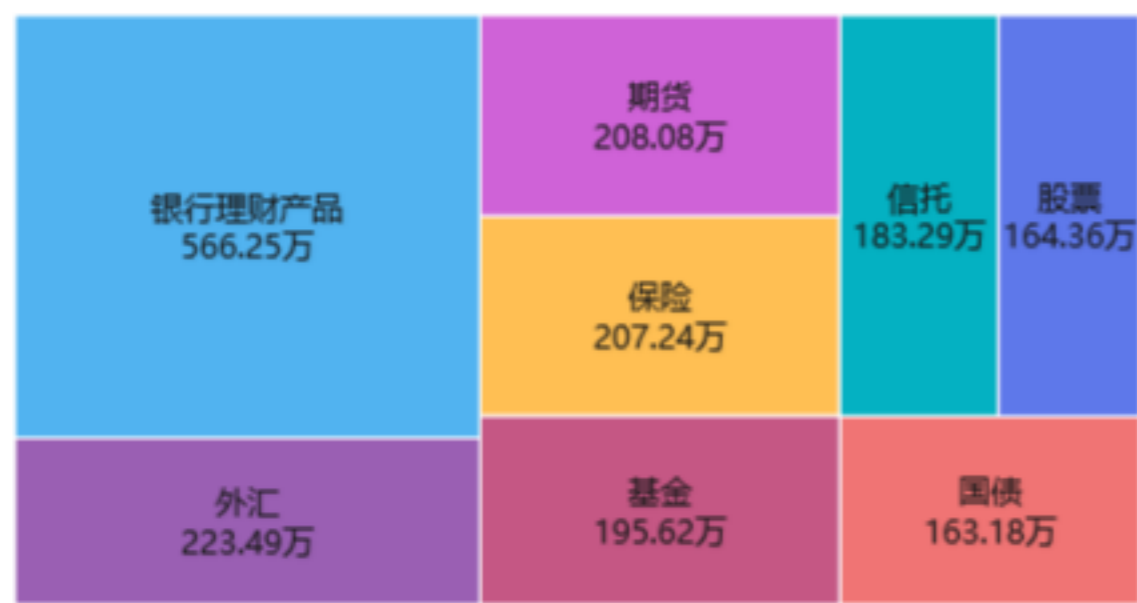 银行理财产品
566.25万
外汇
223.49万
期货
208.08万
保险
207.24万
基金
195.62万
信托
183.29万
股票
164.36万
国债
163.18万